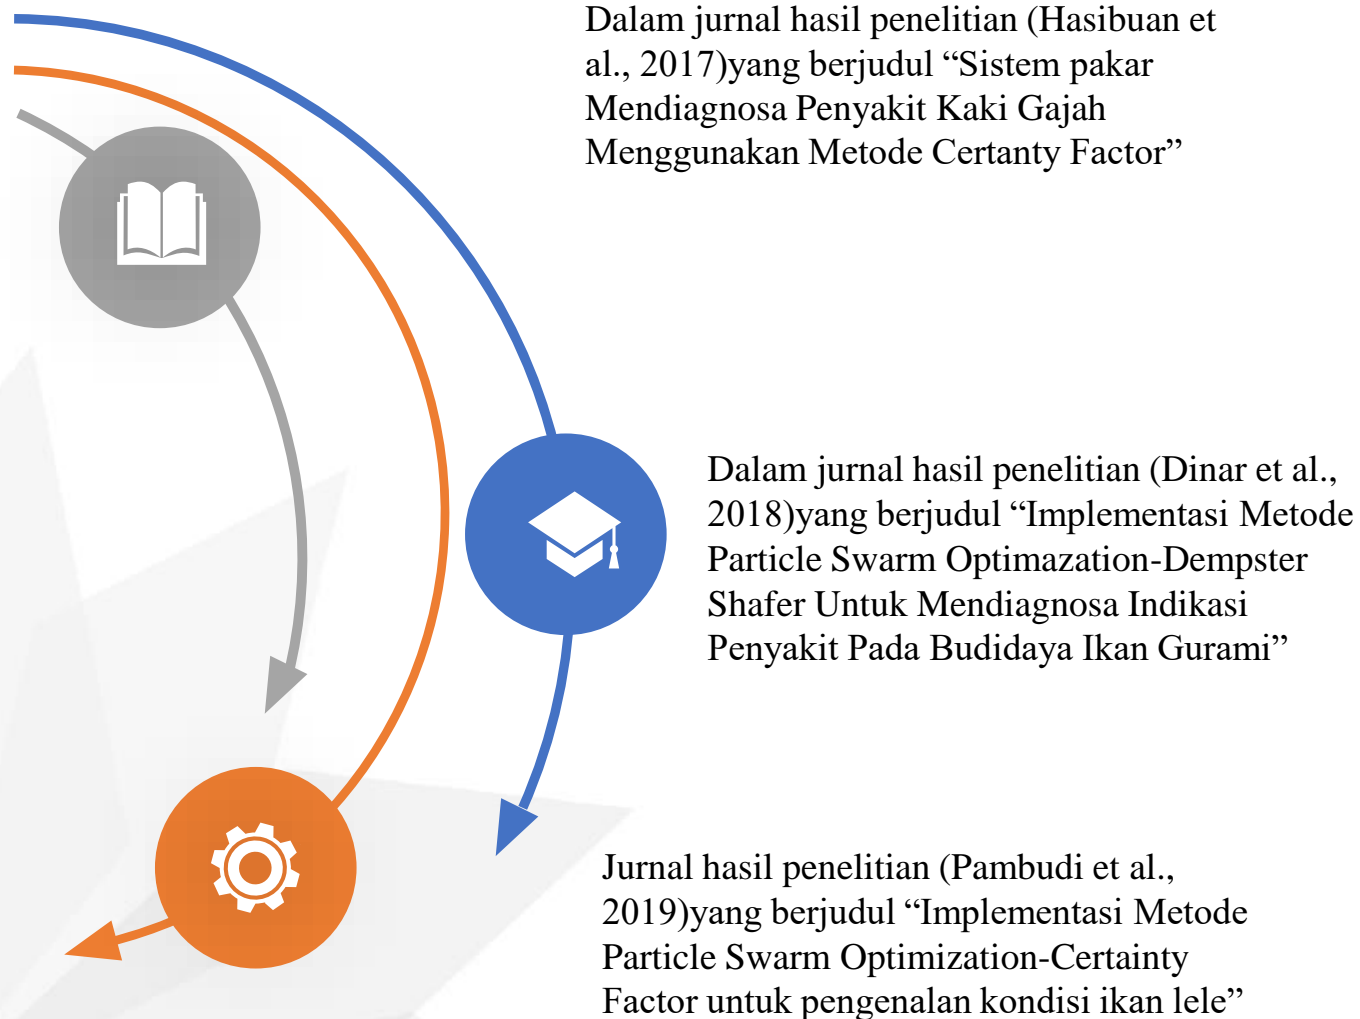 Dalam jurnal hasil penelitian (Hasibuan et
al., 2017)yang berjudul “Sistem pakar
Mendiagnosa Penyakit Kaki Gajah
Menggunakan Metode Certanty Factor”
Dalam jurnal hasil penelitian (Dinar et al.,
2018)yang berjudul “Implementasi Metode
Particle Swarm Optimazation-Dempster
Shafer Untuk Mendiagnosa Indikasi
Penyakit Pada Budidaya Ikan Gurami”
Jurnal hasil penelitian (Pambudi et al.,
2019)yang berjudul “Implementasi Metode
Particle Swarm Optimization-Certainty
Factor untuk pengenalan kondisi ikan lele”